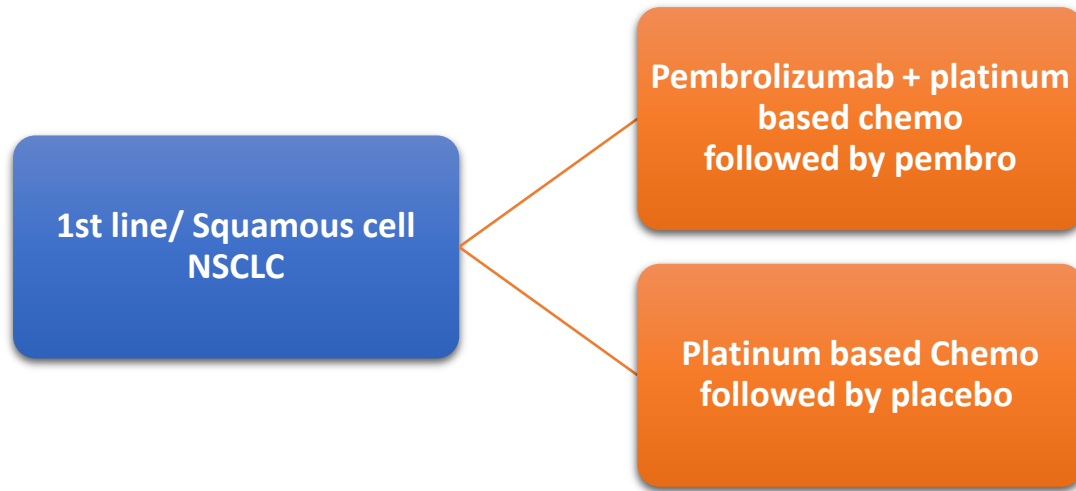 Pembrolizumab + platinum
based chemo
followed by pembro
1st line/ Squamous cell
NSCLC
Platinum based Chemo
followed by placebo